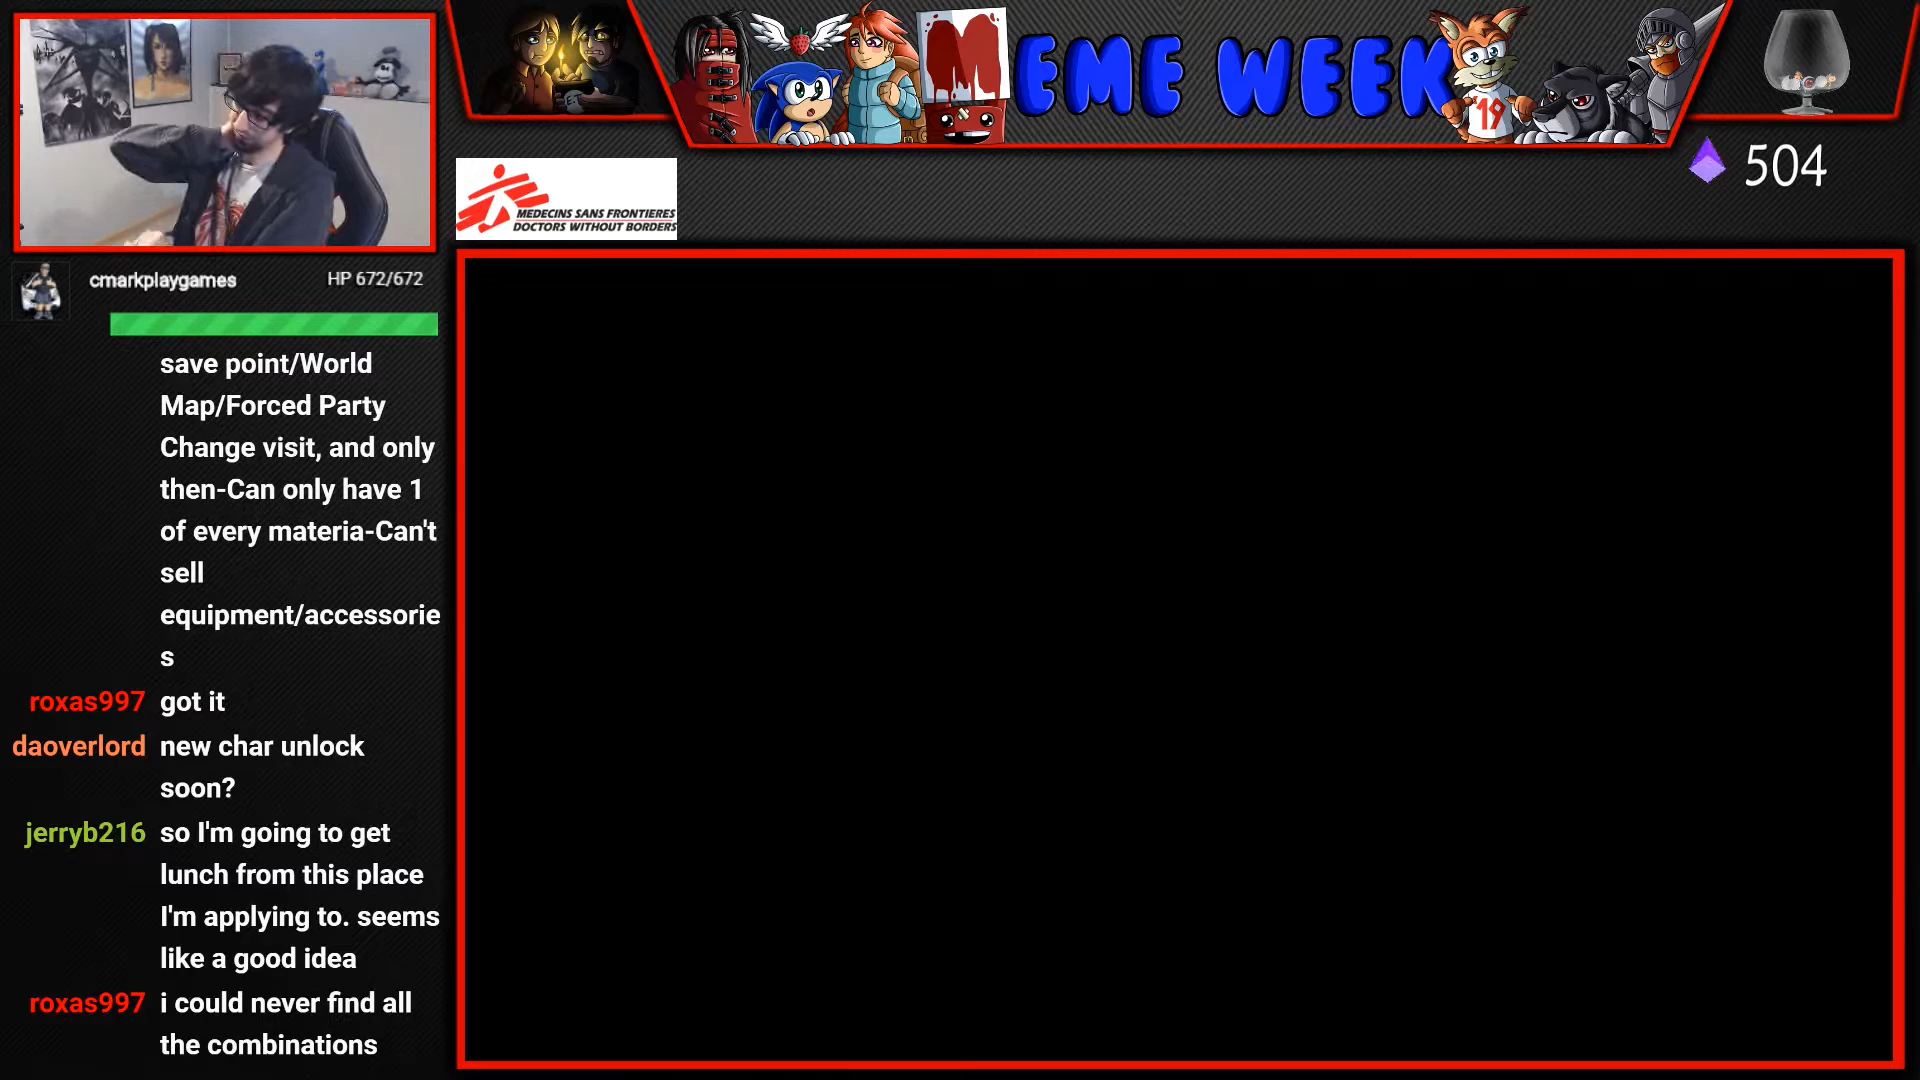 MEME WEEK
'19
E.T.
504
MEDECINS SANS FRONTIERES
DOCTORS WITHOUT BORDERS
cmarkplaygames HP 672/672
save point/World
Map/Forced Party
Change visit, and only
then-Can only have 1
of every materia-Can't
sell
equipment/accessorie
s
roxas997 got it
daoverlord new char unlock
soon?
jerryb216 so I'm going to get
lunch from this place
I'm applying to. seems
like a good idea
roxas997 i could never find all
the combinations